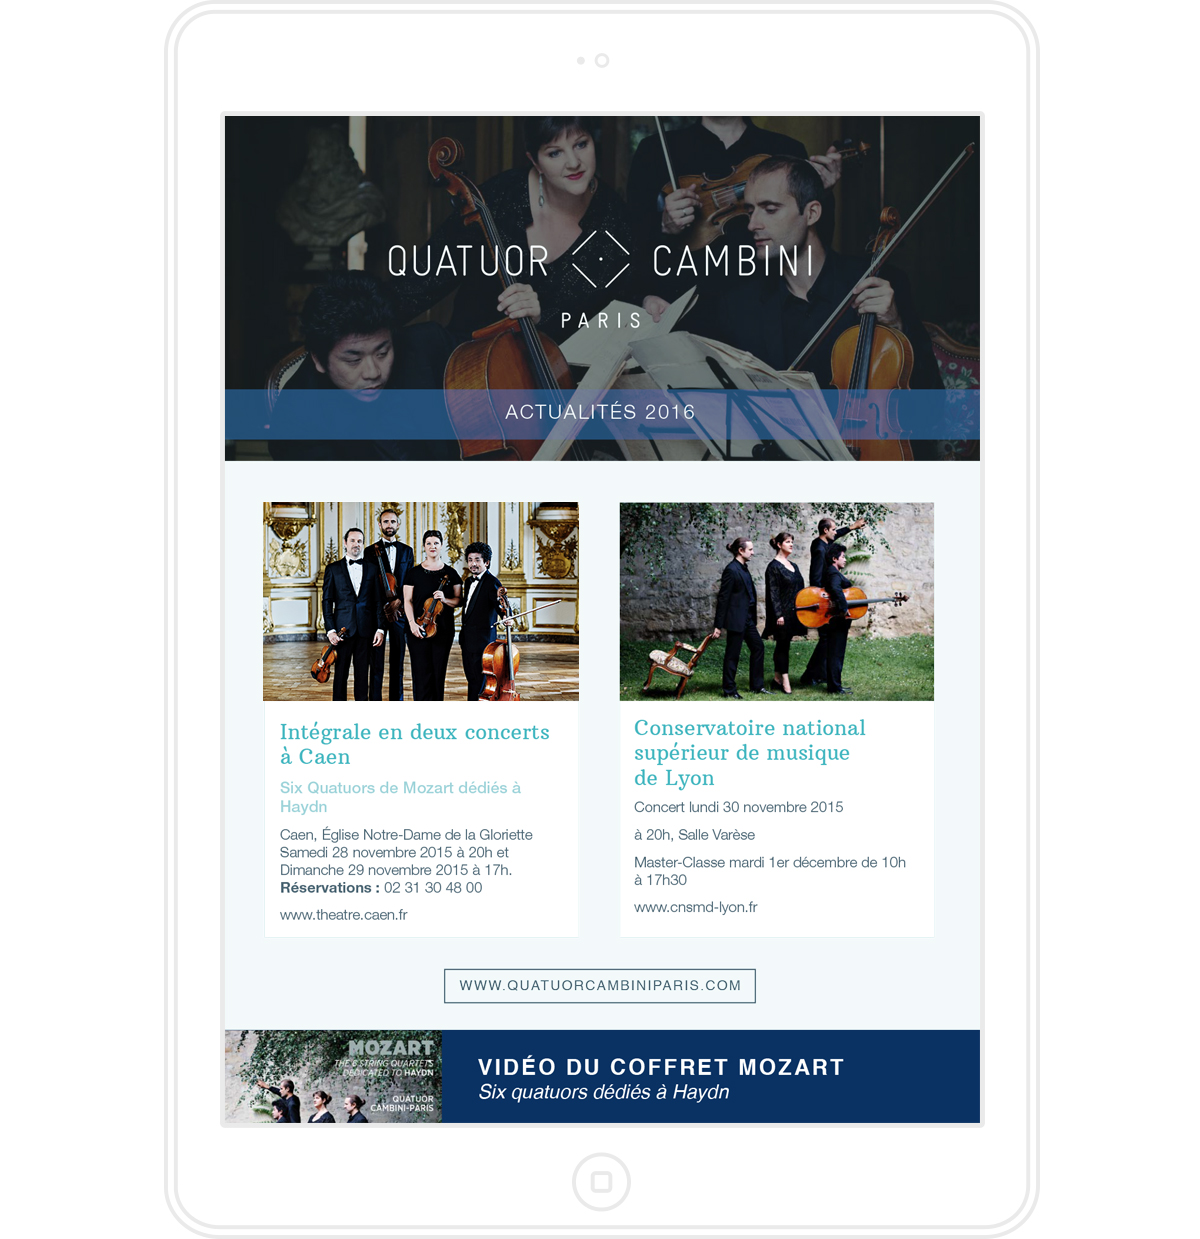 QUATUOR CAMBINI
PARIS
ACTUALITÉS 2016
Intégrale en deux concerts
à Caen
Six Quatuors de Mozart dédiés à
Haydn
Caen, Église Notre-Dame de la Gloriette
Samedi 28 novembre 2015 à 20h et
Dimanche 29 novembre 2015 à 17h.
Réservations : 02 31 30 48 00
www.theatre.caen.fr
Conservatoire national
supérieur de musique
de Lyon
Concert lundi 30 novembre 2015
à 20h, Salle Varèse
Master-Classe mardi 1er décembre de 10h
à 17h30
www.cnsmd-lyon.fr
WWW.QUATUORCAMBINIPARIS.COM
MOZART
THE 6 STRING QUARTETS
DEDICATED TO HAYDN
QUATUOR
CAMBINI-PARIS
VIDÉO DU COFFRET MOZART
Six quatuors dédiés à Haydn